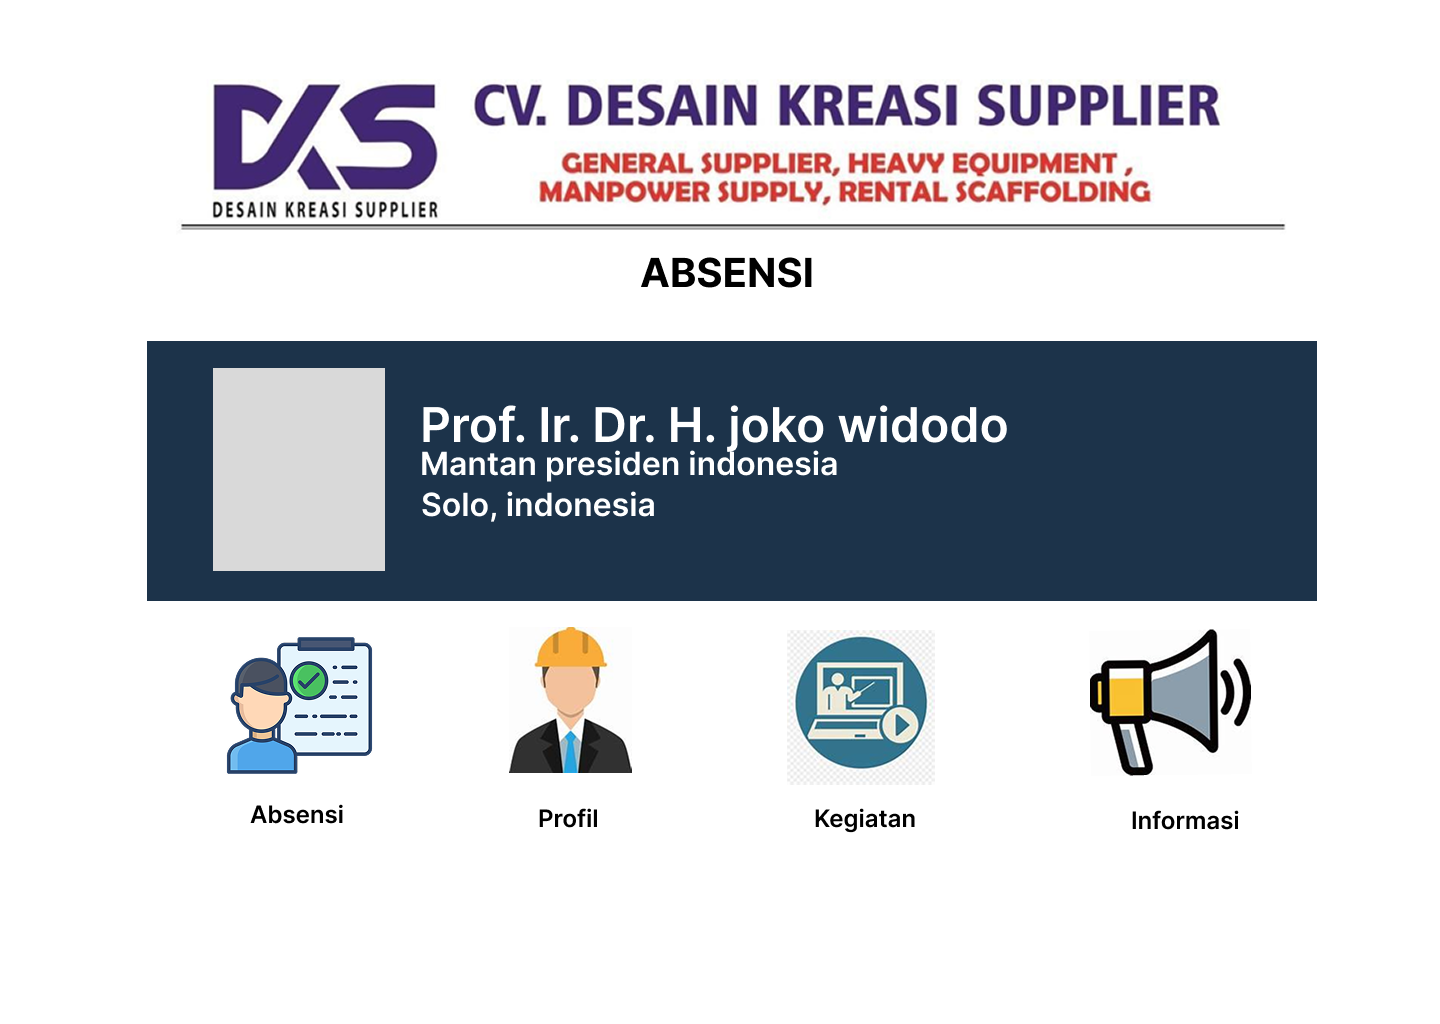 DKS
DESAIN KREASI SUPPLIER
CV. DESAIN KREASI SUPPLIER
GENERAL SUPPLIER, HEAVY EQUIPMENT ,
MANPOWER SUPPLY, RENTAL SCAFFOLDING
ABSENSI
Prof. Ir. Dr. H. joko widodo
Mantan presiden indonesia
Solo, indonesia
Absensi
Profil
Kegiatan
Informasi